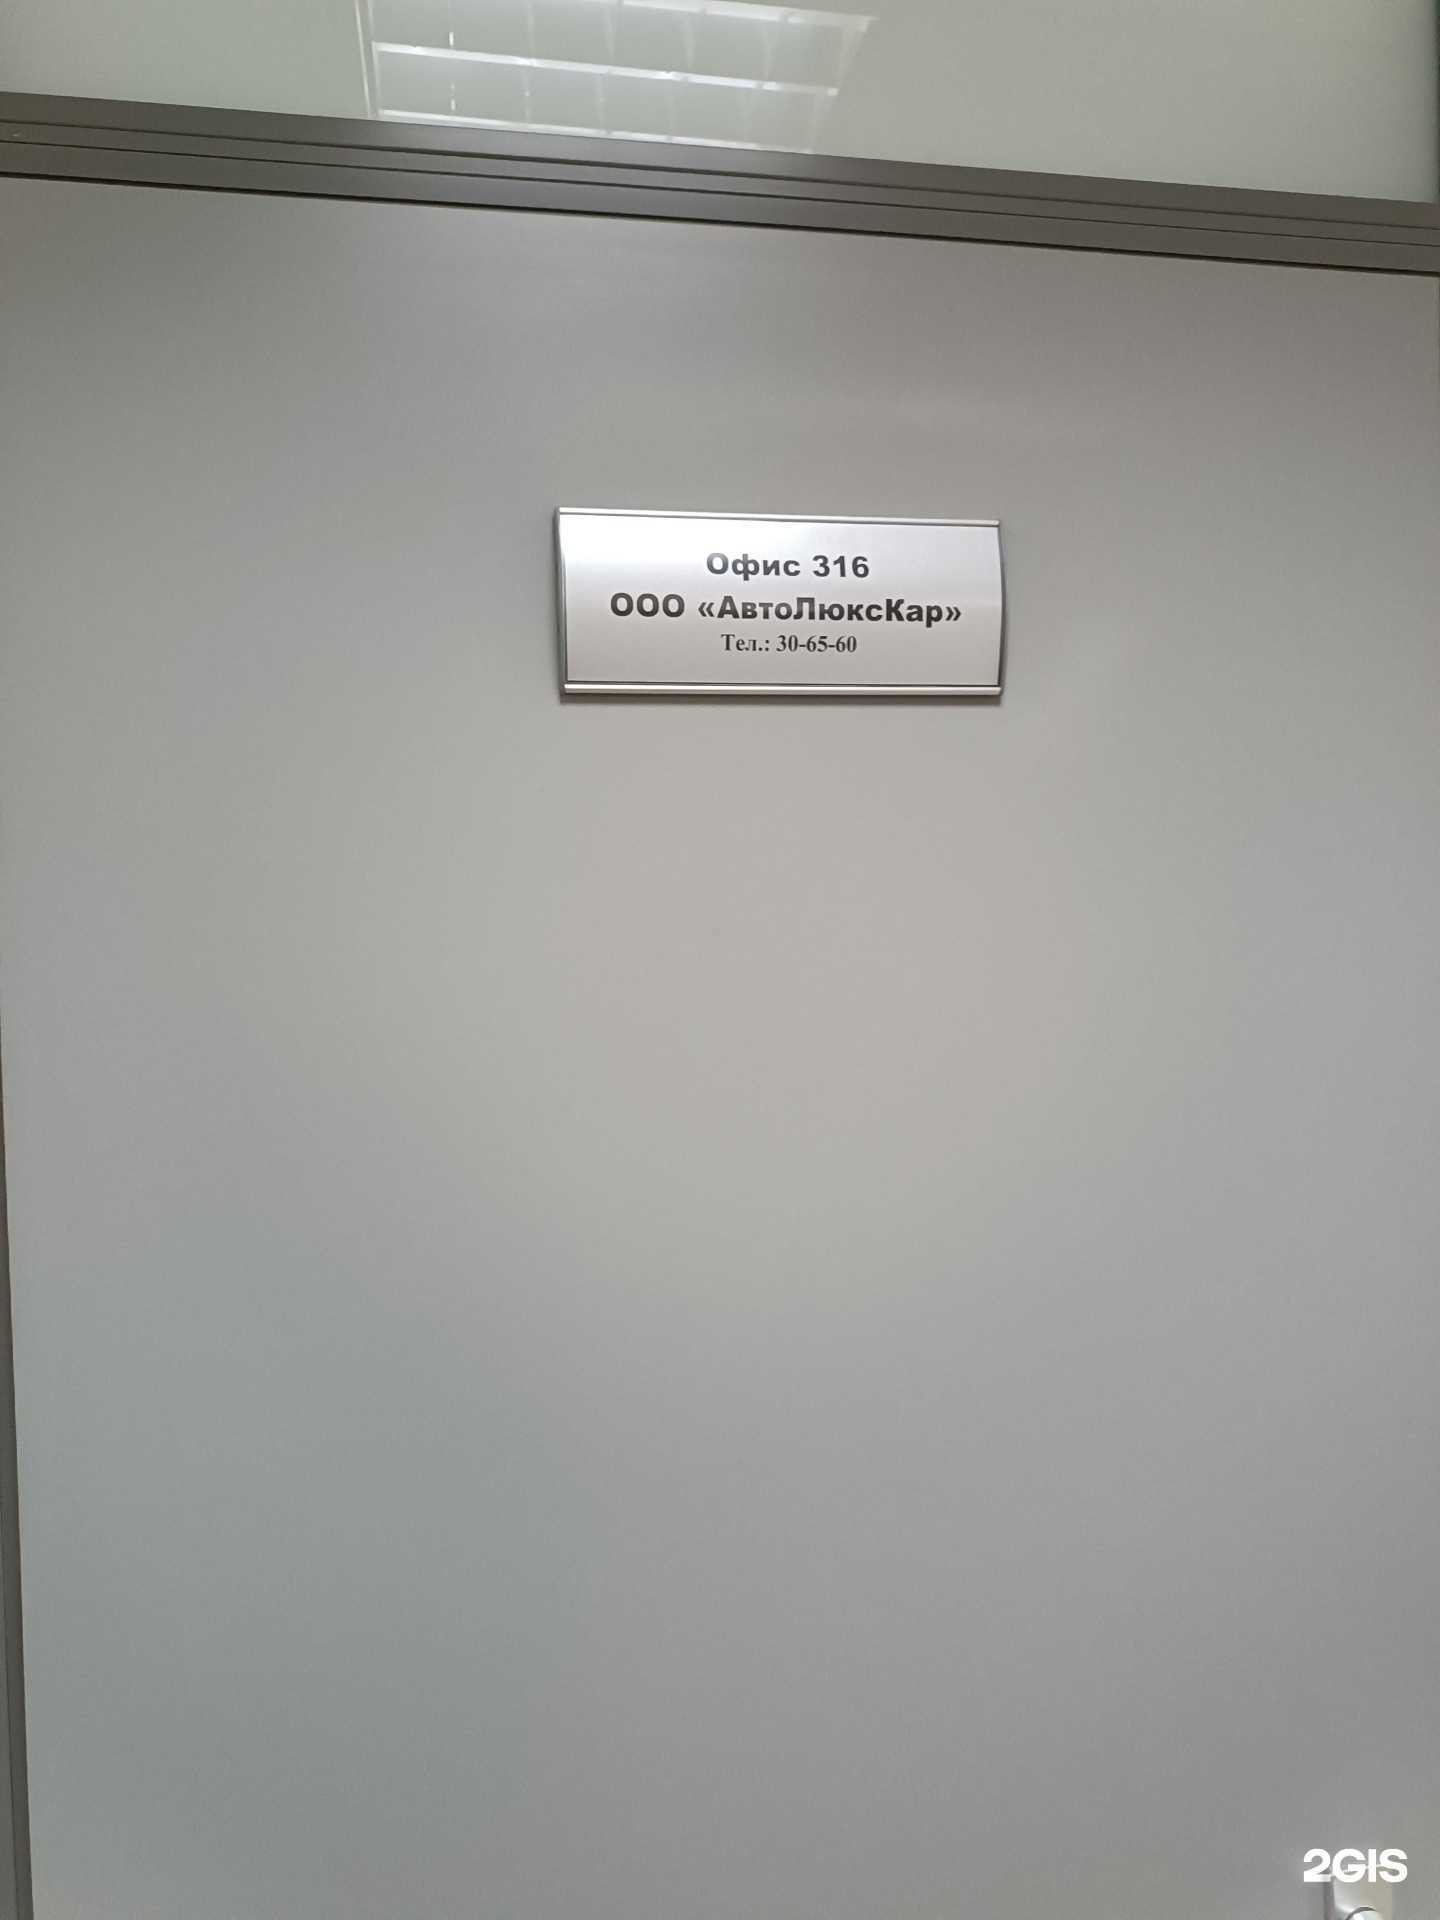 Офис 316
ООО «АвтоЛюксКар»
Тел.: 30-65-60
2GIS